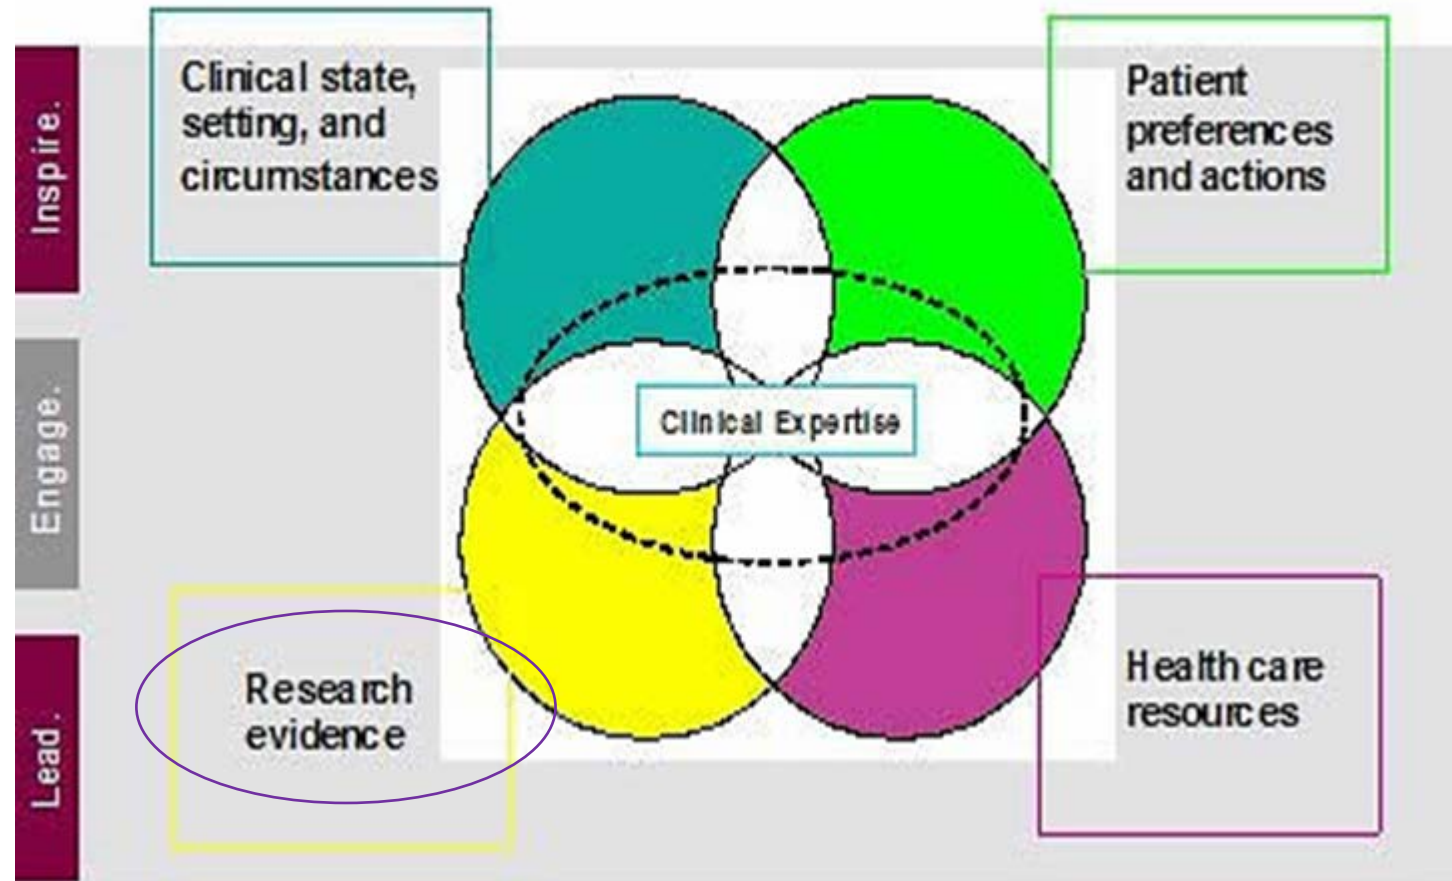 Inspire.
Engage.
Lead.
Clinical state,
setting, and
circumstances
Patient
preferences
and actions
Clinical Expertise
Research
evidence
Health care
resources